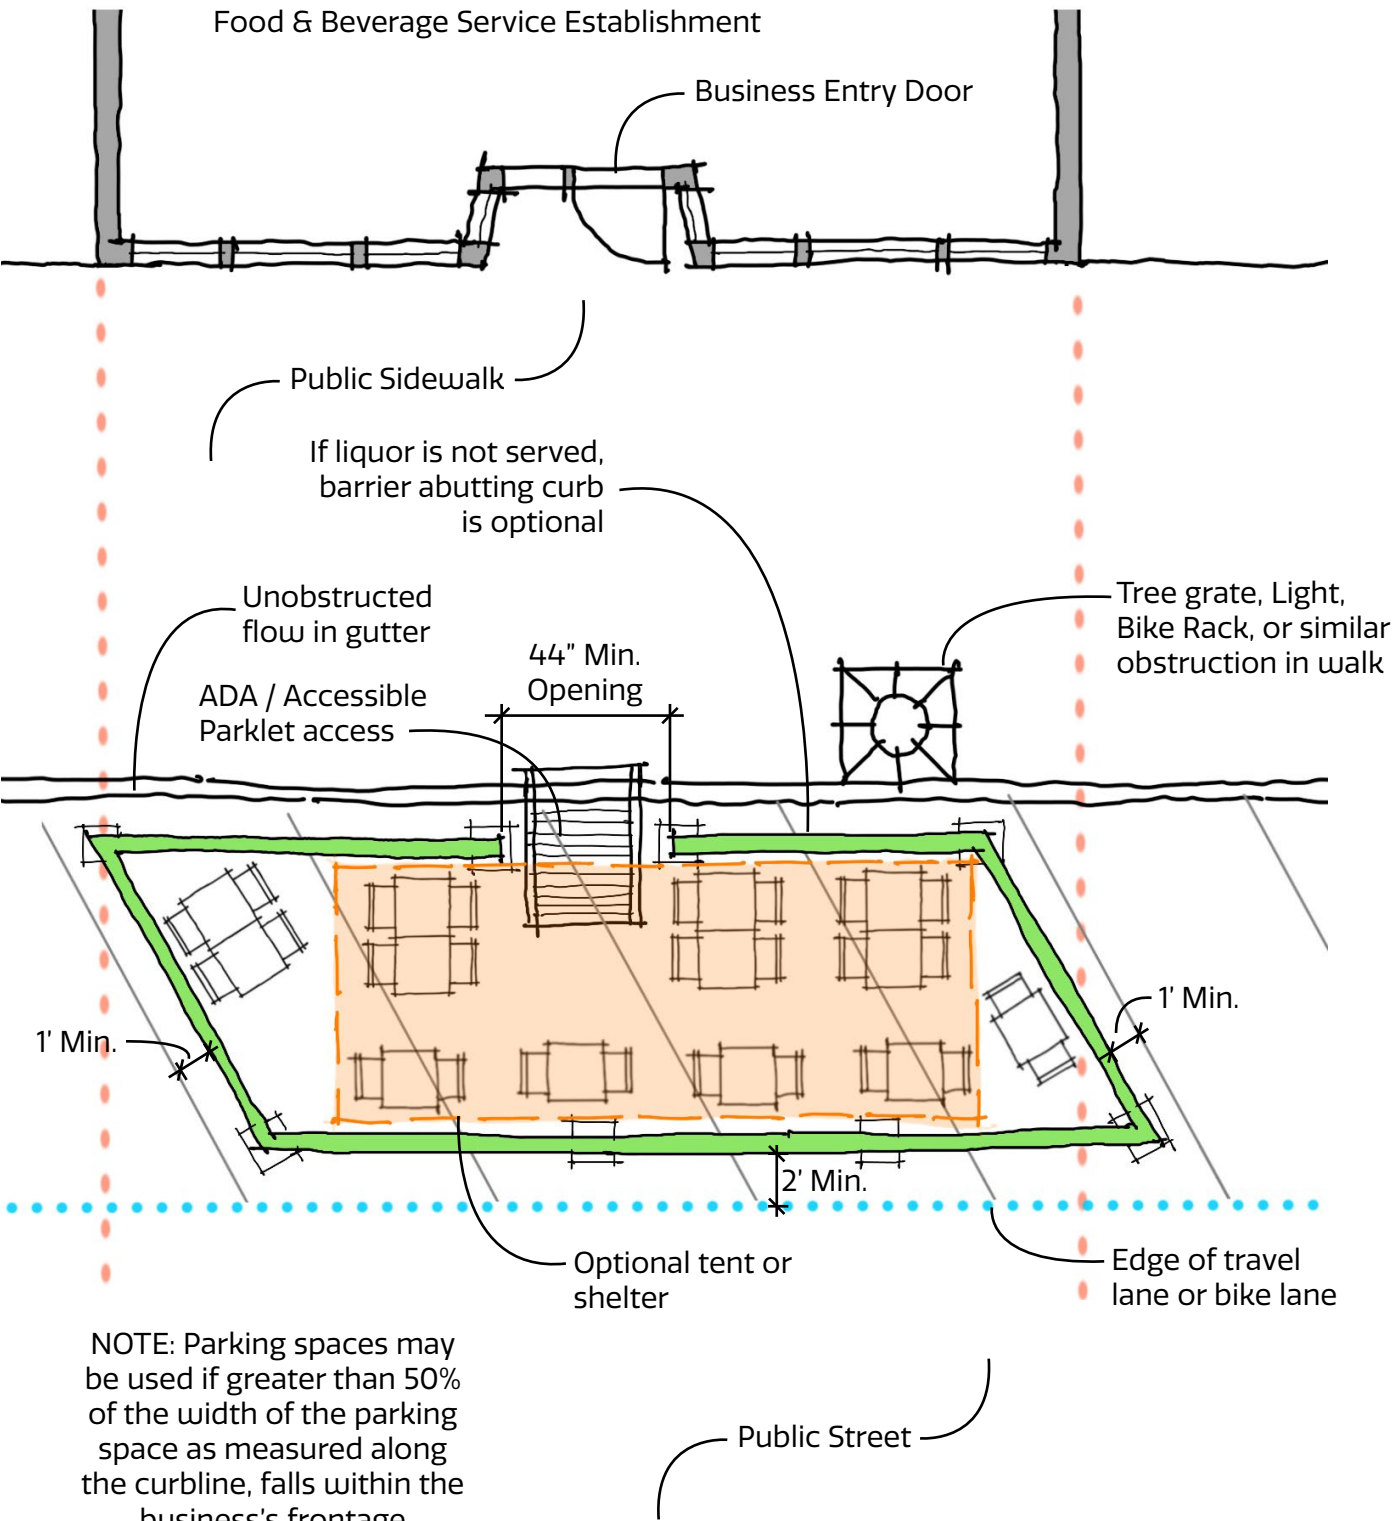 Food & Beverage Service Establishment
Business Entry Door
Public Sidewalk
If liquor is not served,
barrier abutting curb
is optional
Unobstructed
flow in gutter
Tree grate, Light,
Bike Rack, or similar
obstruction in walk
44" Min.
Opening
ADA / Accessible
Parklet access
1' Min.
1' Min.
2' Min.
Optional tent or
shelter
Edge of travel
lane or bike lane
NOTE: Parking spaces may
be used if greater than 50%
of the width of the parking
space as measured along
the curbline, falls within the
business's frontage
Public Street